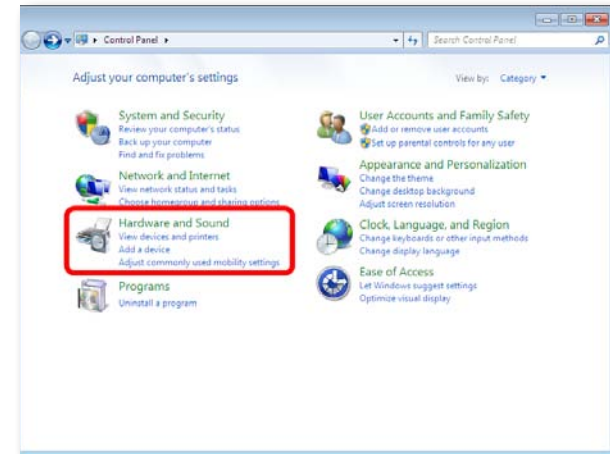 Control Panel
Search Control Panel
Adjust your computer's settings
View by: Category
System and Security
Review your computer's status
Back up your computer
Find and fix problems
Network and Internet
View network status and tasks
Choose homegroup and sharing options
Hardware and Sound
View devices and printers
Add a device
Adjust commonly used mobility settings
Programs
Uninstall a program
User Accounts and Family Safety
Add or remove user accounts
Set up parental controls for any user
Appearance and Personalization
Change the theme
Change desktop background
Adjust screen resolution
Clock, Language, and Region
Change keyboards or other input methods
Change display language
Ease of Access
Let Windows suggest settings
Optimize visual display